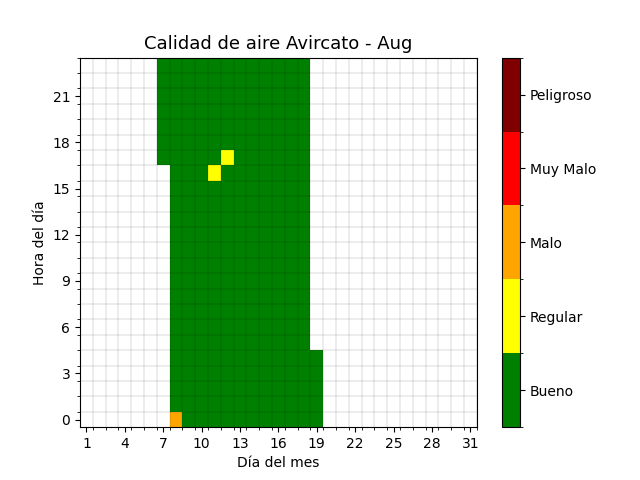 Calidad de aire Avircato - Aug
Hora del día
21
18
15
12
9
6
3
0
1 4 7 10 13 16 19 22 25 28 31
Día del mes
Peligroso
Muy Malo
Malo
Regular
Bueno